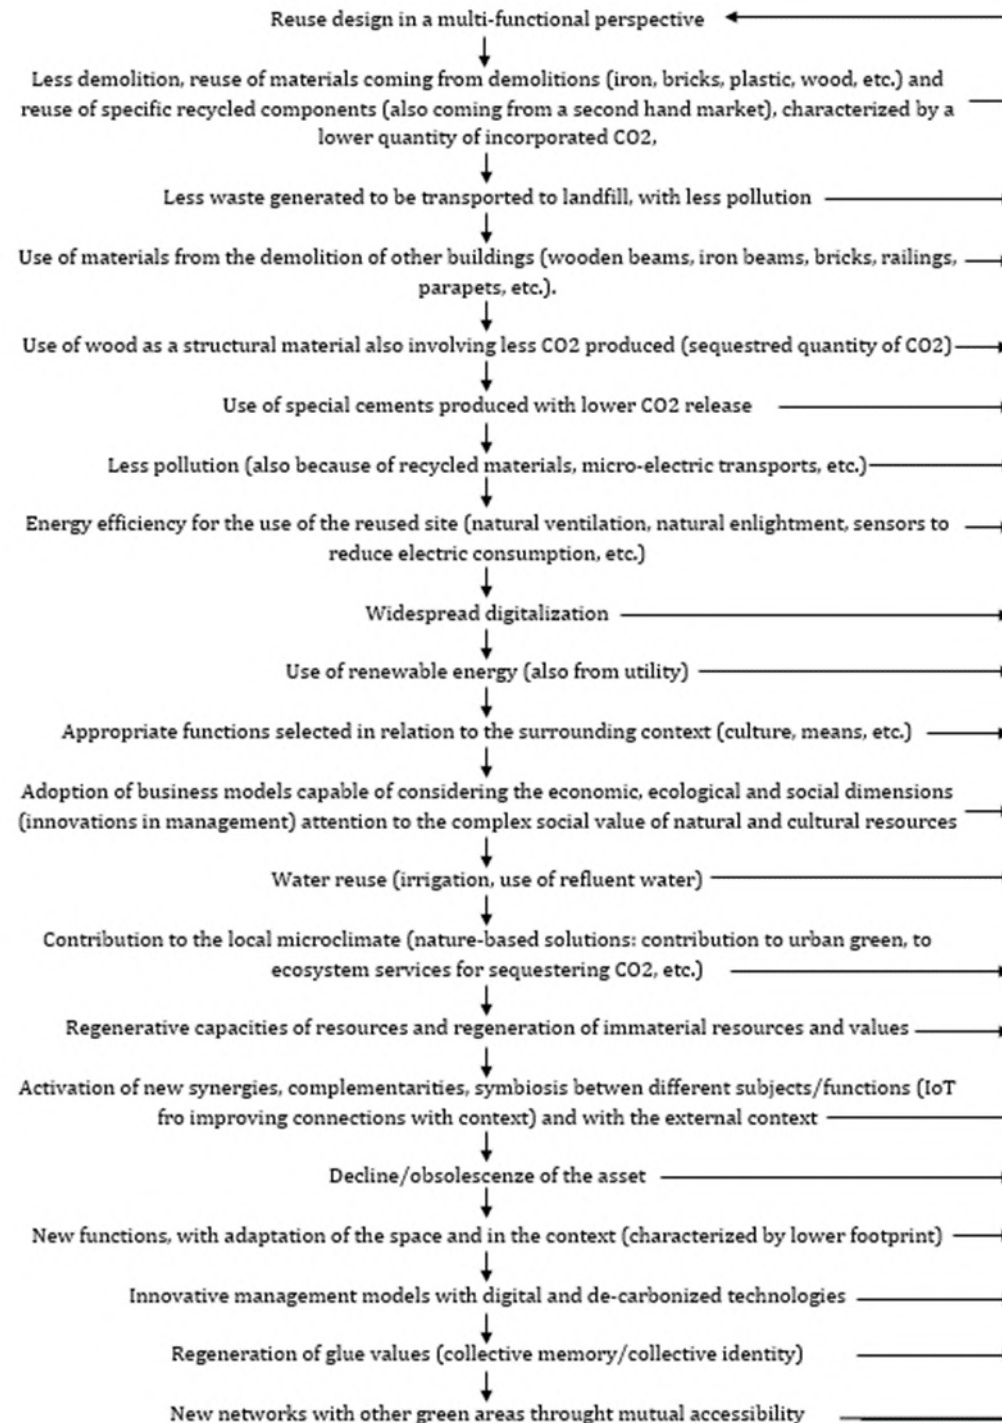 Reuse design in a multi-functional perspective
Less demolition, reuse of materials coming from demolitions (iron, bricks, plastic, wood, etc.) and
reuse of specific recycled components (also coming from a second hand market), characterized by a
lower quantity of incorporated CO2,
Less waste generated to be transported to landfill, with less pollution
Use of materials from the demolition of other buildings (wooden beams, iron beams, bricks, railings,
parapets, etc.).
Use of wood as a structural material also involving less CO2 produced (sequestred quantity of CO2)
Use of special cements produced with lower CO2 release
Less pollution (also because of recycled materials, micro-electric transports, etc.)
Energy efficiency for the use of the reused site (natural ventilation, natural enlightment, sensors to
reduce electric consumption, etc.)
Widespread digitalization
Use of renewable energy (also from utility)
Appropriate functions selected in relation to the surrounding context (culture, means, etc.)
Adoption of business models capable of considering the economic, ecological and social dimensions
(innovations in management) attention to the complex social value of natural and cultural resources
Water reuse (irrigation, use of refluent water)
Contribution to the local microclimate (nature-based solutions: contribution to urban green, to
ecosystem services for sequestering CO2, etc.)
Regenerative capacities of resources and regeneration of immaterial resources and values
Activation of new synergies, complementarities, symbiosis betwen different subjects/functions (IoT
fro improving connections with context) and with the external context
Decline/obsolescenze of the asset
New functions, with adaptation of the space and in the context (characterized by lower footprint)
Innovative management models with digital and de-carbonized technologies
Regeneration of glue values (collective memory/collective identity)
New networks with other green areas throught mutual accessibility